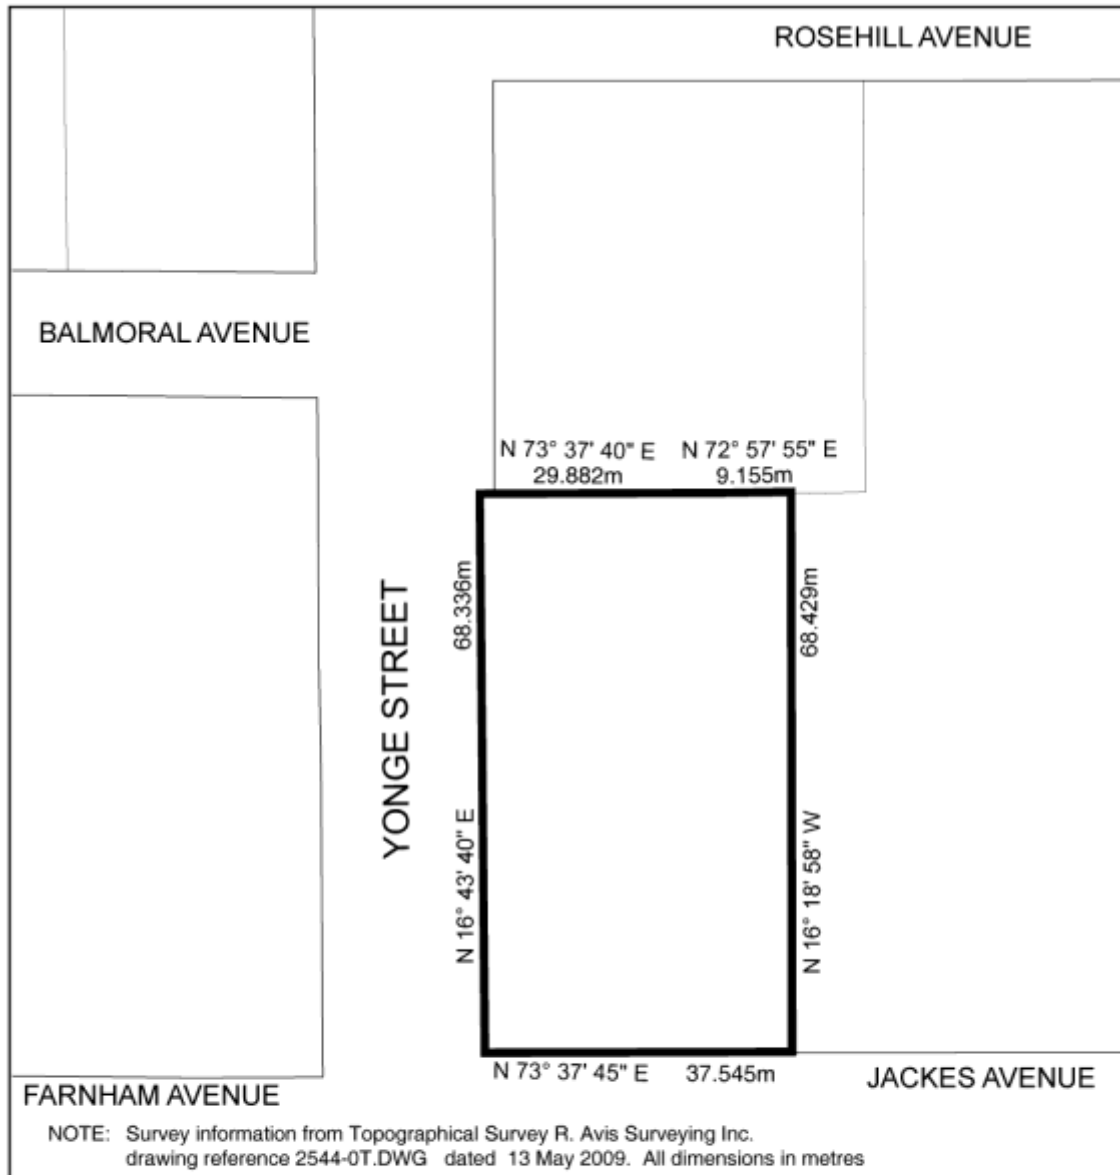 ROSEHILL AVENUE
BALMORAL AVENUE
N 73° 37' 40" E N 72° 57' 55" E
29.882m 9.155m
YONGE STREET
68.336m
N 16° 43' 40" E
68.429m
N 16° 18' 58" W
N 73° 37' 45" E 37.545m
JACKES AVENUE
FARNHAM AVENUE
NOTE: Survey information from Topographical Survey R. Avis Surveying Inc.
drawing reference 2544-0T.DWG dated 13 May 2009. All dimensions in metres